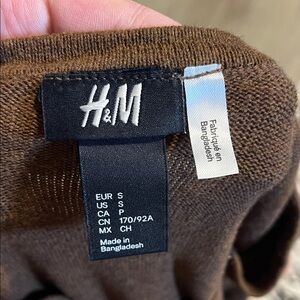 H&M
EUR S
US S
CA P
CN 170/92A
MX CH
Made in
Bangladesh
Fabriqué en
Bangladesh